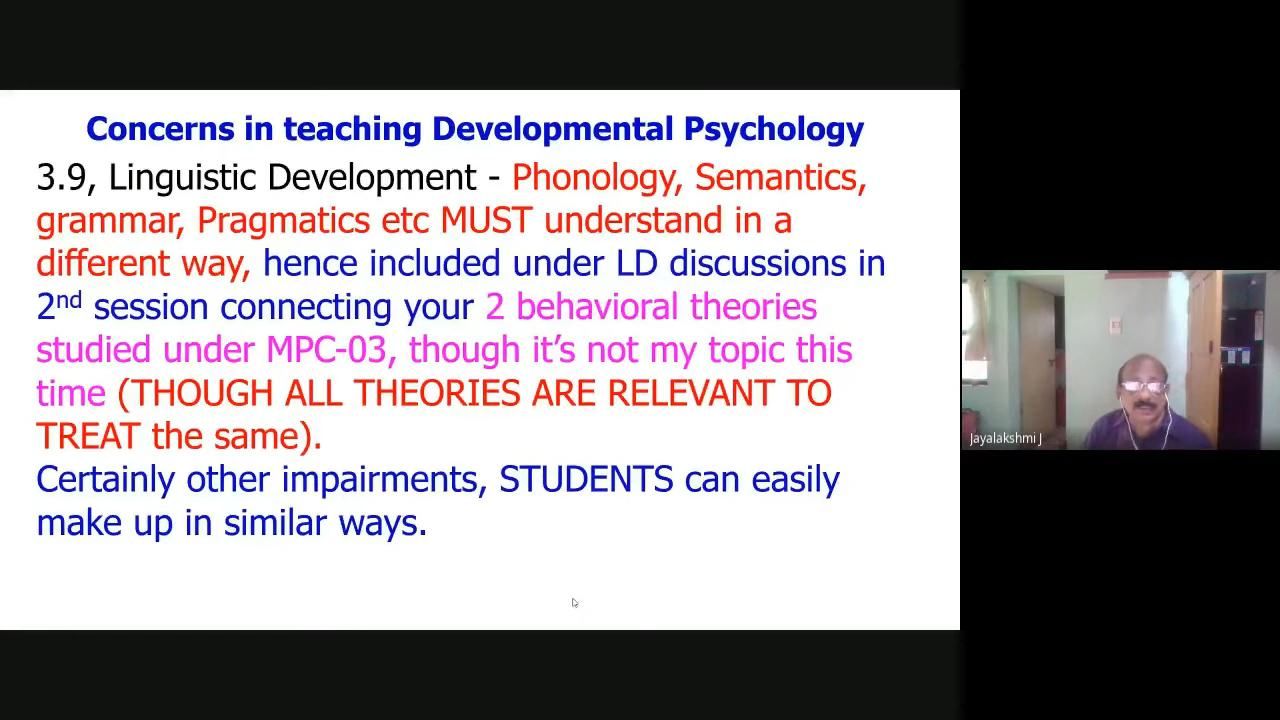 Concerns in teaching Developmental Psychology
3.9, Linguistic Development - Phonology, Semantics,
grammar, Pragmatics etc MUST understand in a
different way, hence included under LD discussions in
2nd session connecting your 2 behavioral theories
studied under MPC-03, though it’s not my topic this
time (THOUGH ALL THEORIES ARE RELEVANT TO
TREAT the same).
Certainly other impairments, STUDENTS can easily
make up in similar ways.
Jayalakshmi J